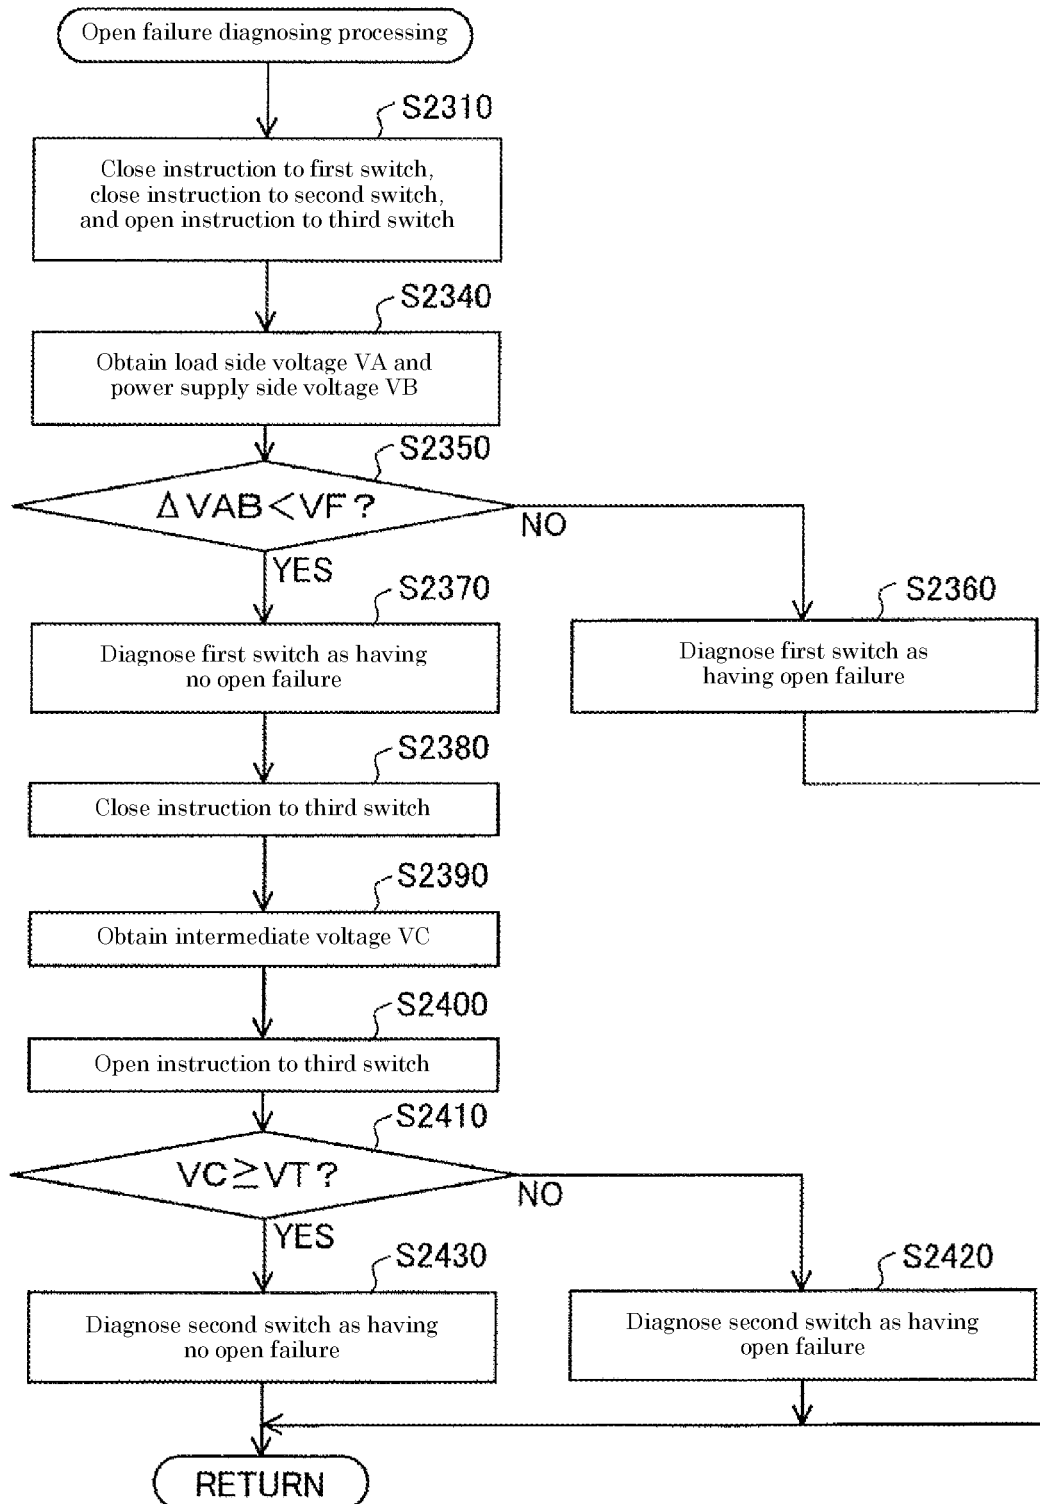 Open failure diagnosing processing
S2310
Close instruction to first switch,
close instruction to second switch,
and open instruction to third switch
S2340
Obtain load side voltage VA and
power supply side voltage VB
S2350
ΔVAB<VF?
NO
YES
S2370
Diagnose first switch as having
no open failure
S2360
Diagnose first switch as
having open failure
S2380
Close instruction to third switch
S2390
Obtain intermediate voltage VC
S2400
Open instruction to third switch
S2410
VC≧VT?
NO
YES
S2430
Diagnose second switch as having
no open failure
S2420
Diagnose second switch as having
open failure
RETURN